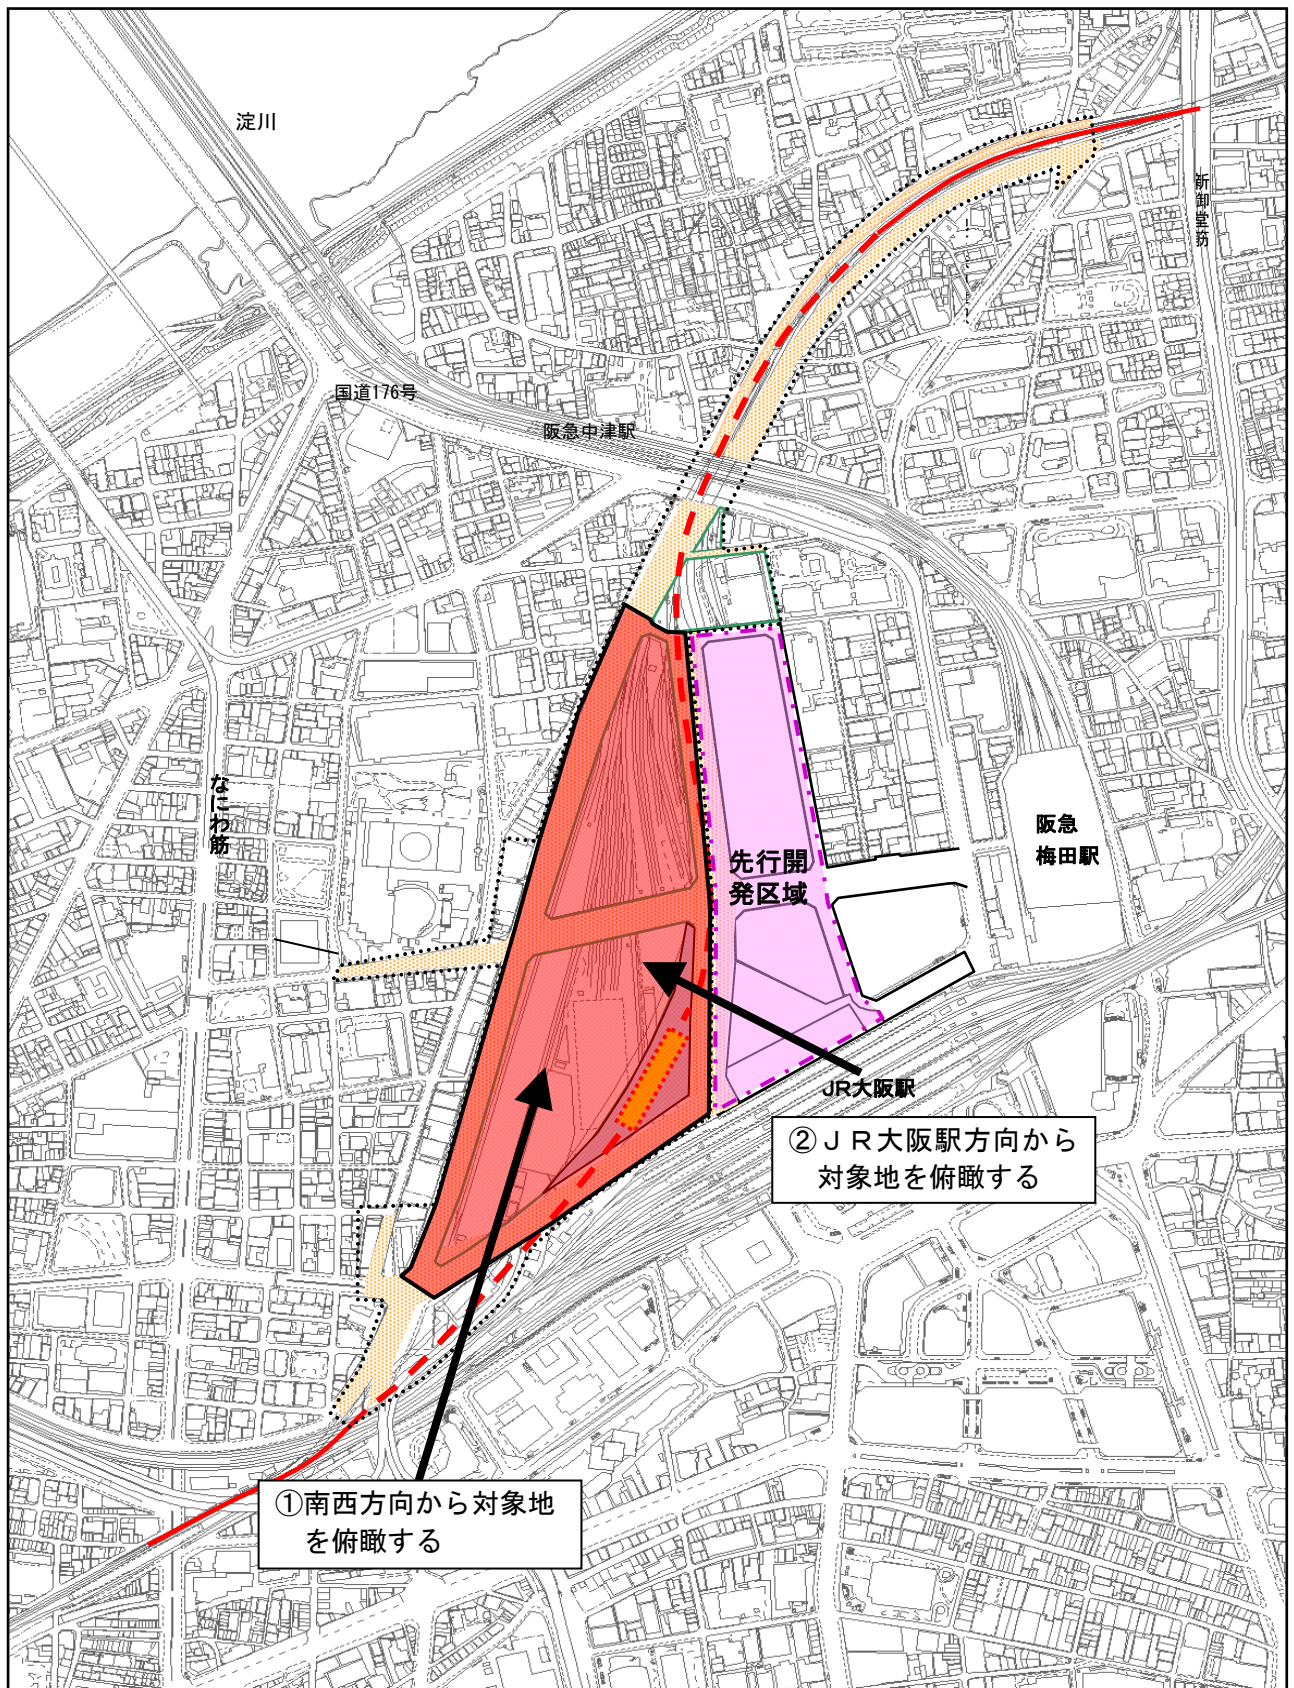 淀川
新御堂筋
国道176号
阪急中津駅
なにわ筋
阪急
梅田駅
先行開
発区域
JR大阪駅
②ＪＲ大阪駅方向から
対象地を俯瞰する
①南西方向から対象地
を俯瞰する